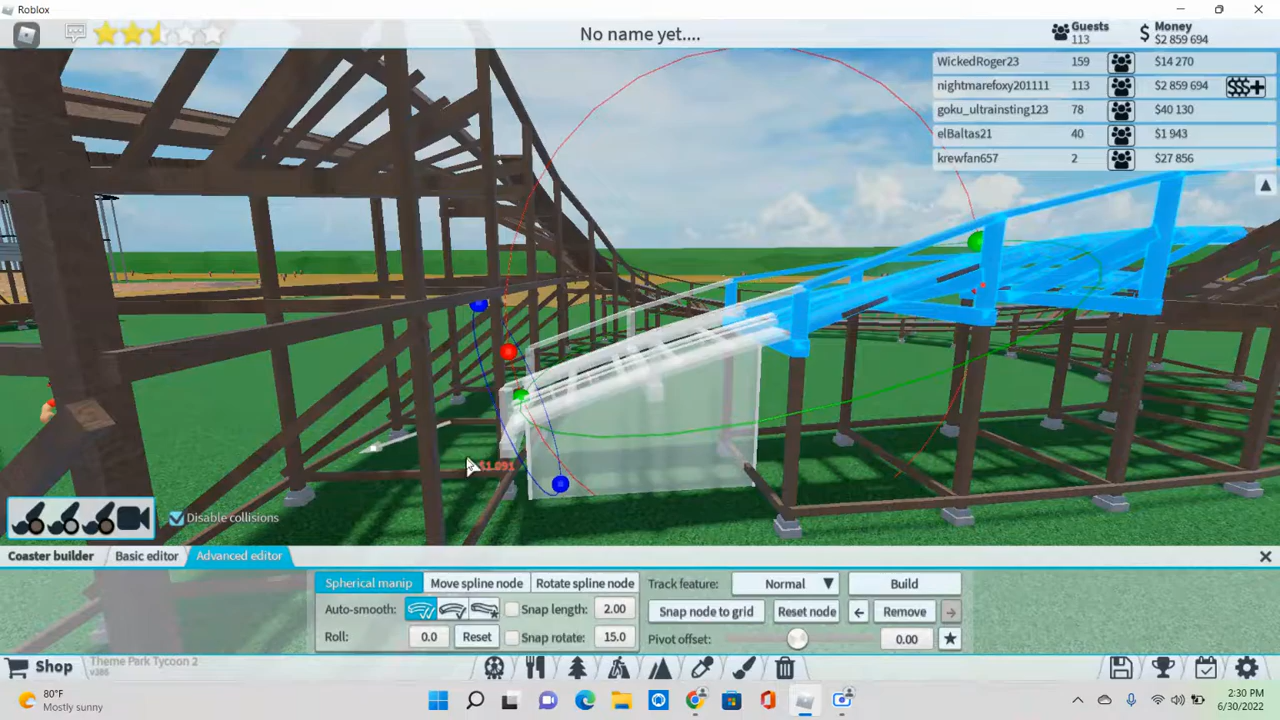 Roblox
No name yet....
Guests
113
Money
$2 859 694
WickedRoger23 159 $14 270
nightmarefoxy201111 113 $2 859 694
goku_ultrainsting123 78 $40 130
elBaltas21 40 $1 943
krewfan657 2 $27 856
$1.091
Disable collisions
Coaster builder Basic editor Advanced editor
Spherical manip Move spline node Rotate spline node Track feature: Normal Build
Auto-smooth: Snap length: 2.00 Snap node to grid Reset node Remove
Roll: 0.0 Reset Snap rotate: 15.0 Pivot offset: 0.00
Shop
Theme Park Tycoon 2
v386
80°F
Mostly sunny
2:30 PM
6/30/2022